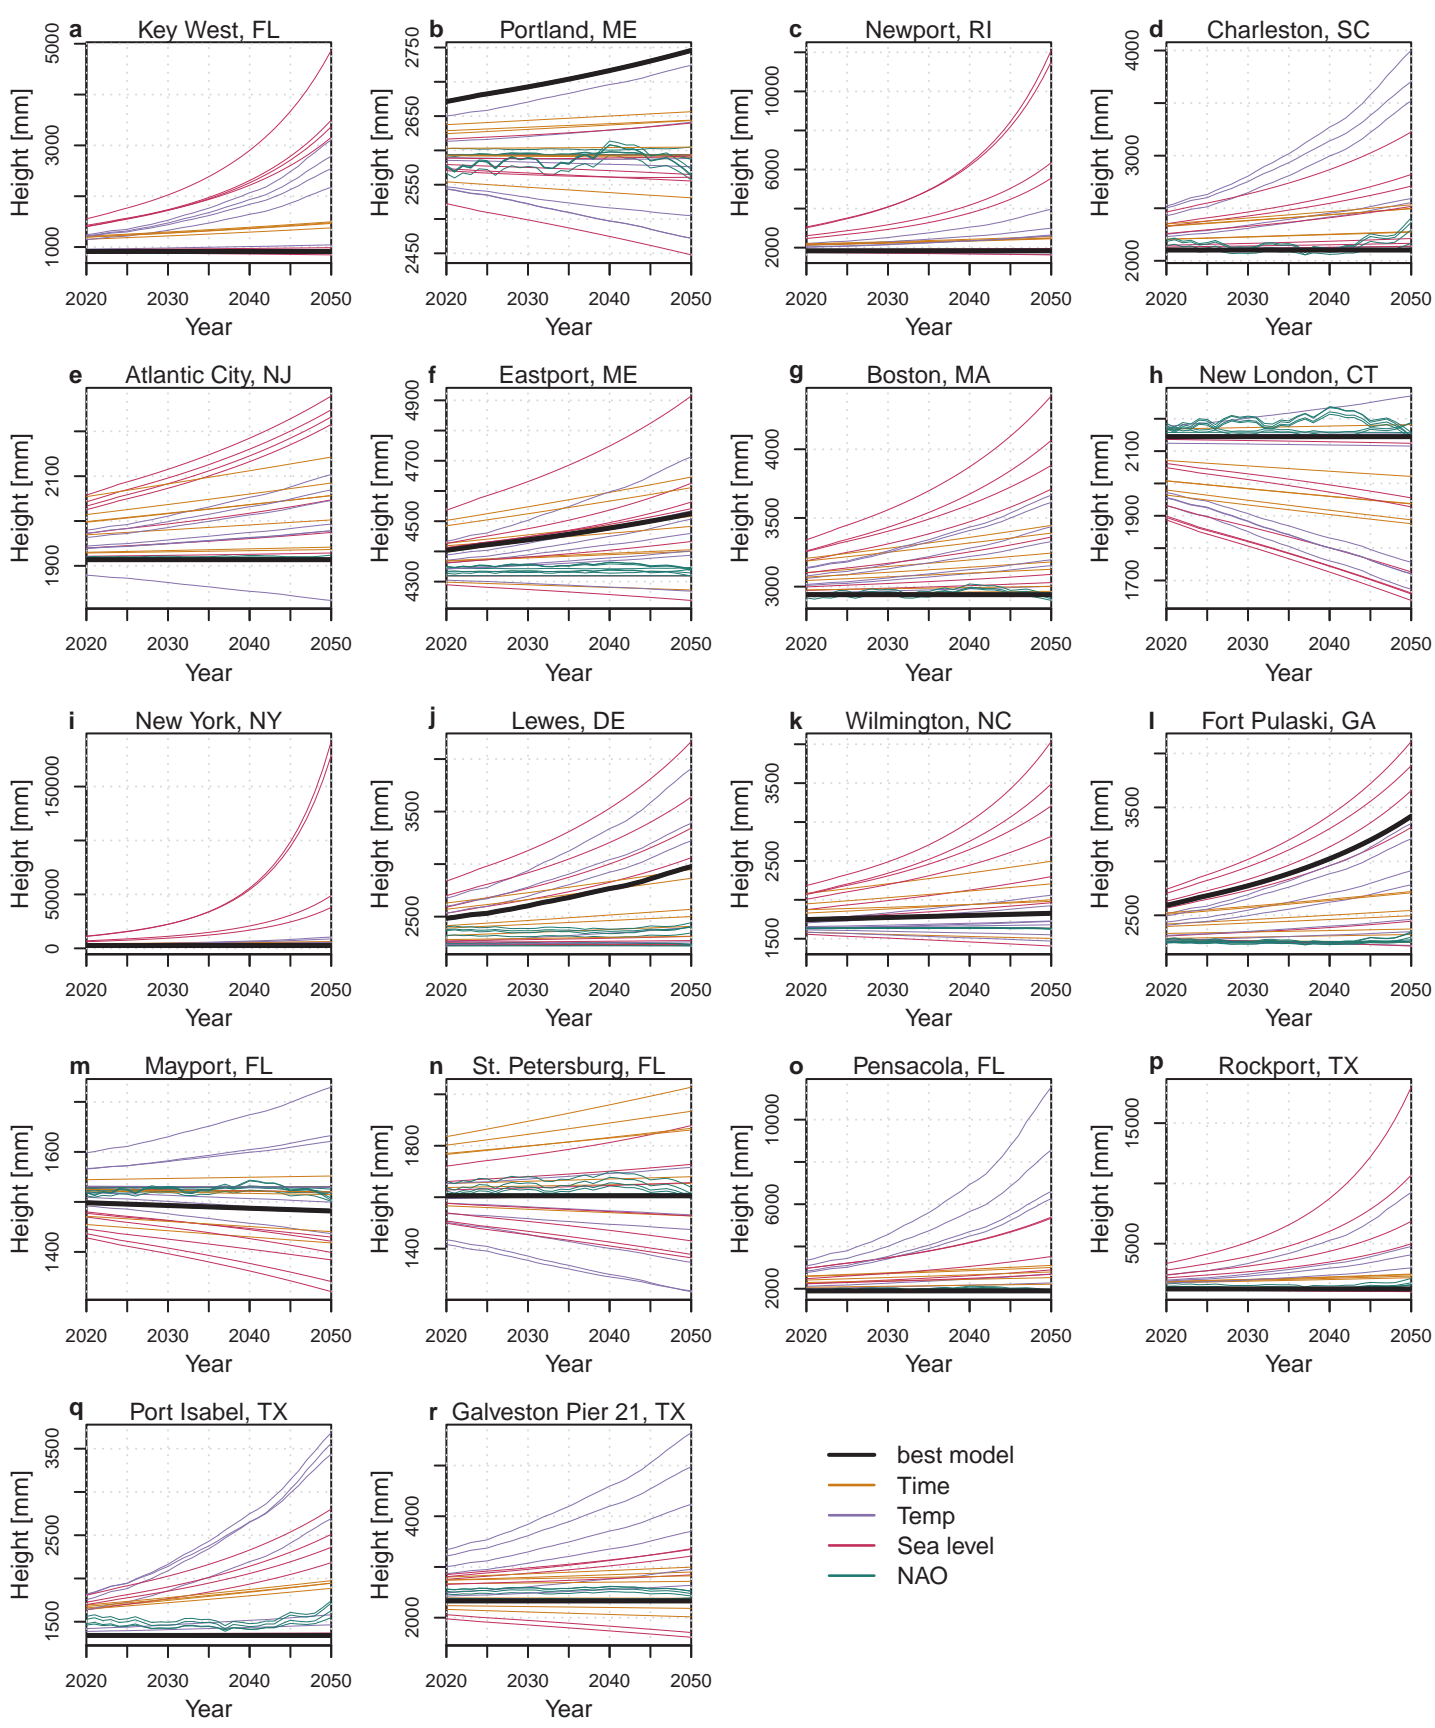 a Key West, FL
Height [mm]
5000
3000
1000
2020 2030 2040 2050
Year
b Portland, ME
Height [mm]
2750
2650
2550
2450
2020 2030 2040 2050
Year
c Newport, RI
Height [mm]
10000
6000
2000
2020 2030 2040 2050
Year
d Charleston, SC
Height [mm]
4000
3000
2000
2020 2030 2040 2050
Year
e Atlantic City, NJ
Height [mm]
2100
1900
2020 2030 2040 2050
Year
f Eastport, ME
Height [mm]
4900
4700
4500
4300
2020 2030 2040 2050
Year
g Boston, MA
Height [mm]
4000
3500
3000
2020 2030 2040 2050
Year
h New London, CT
Height [mm]
2100
1900
1700
2020 2030 2040 2050
Year
i New York, NY
Height [mm]
150000
50000
0
2020 2030 2040 2050
Year
j Lewes, DE
Height [mm]
3500
2500
2020 2030 2040 2050
Year
k Wilmington, NC
Height [mm]
3500
2500
1500
2020 2030 2040 2050
Year
l Fort Pulaski, GA
Height [mm]
3500
2500
2020 2030 2040 2050
Year
m Mayport, FL
Height [mm]
1600
1400
2020 2030 2040 2050
Year
n St. Petersburg, FL
Height [mm]
1800
1400
2020 2030 2040 2050
Year
o Pensacola, FL
Height [mm]
10000
6000
2000
2020 2030 2040 2050
Year
p Rockport, TX
Height [mm]
15000
5000
2020 2030 2040 2050
Year
q Port Isabel, TX
Height [mm]
3500
2500
1500
2020 2030 2040 2050
Year
r Galveston Pier 21, TX
Height [mm]
4000
2000
2020 2030 2040 2050
Year
best model
Time
Temp
Sea level
NAO